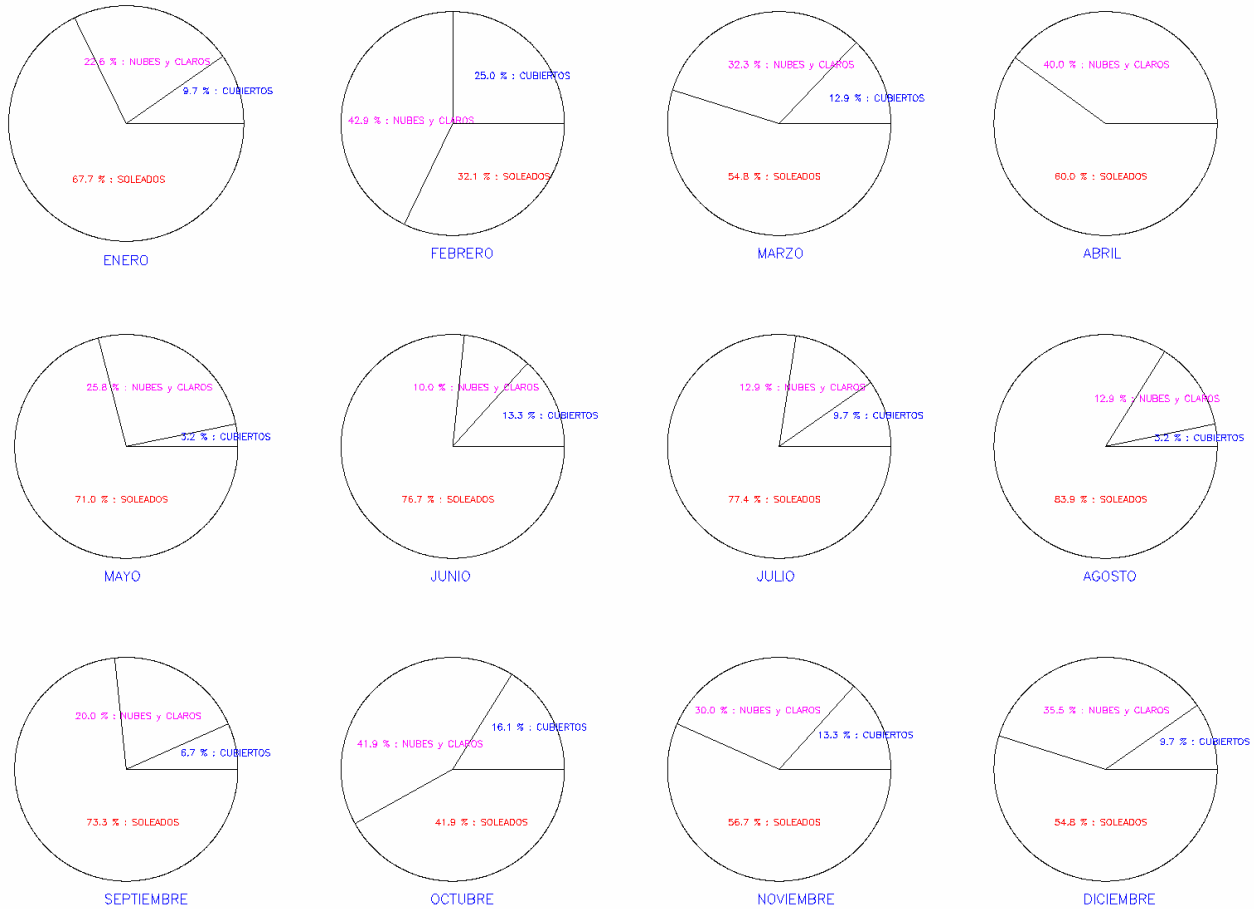 22.6 % : NUBES y CLAROS
9.7 % : CUBIERTOS
67.7 % : SOLEADOS
ENERO
25.0 % : CUBIERTOS
42.9 % : NUBES y CLAROS
32.1 % : SOLEADOS
FEBRERO
32.3 % : NUBES y CLAROS
12.9 % : CUBIERTOS
54.8 % : SOLEADOS
MARZO
40.0 % : NUBES y CLAROS
60.0 % : SOLEADOS
ABRIL
25.8 % : NUBES y CLAROS
3.2 % : CUBIERTOS
71.0 % : SOLEADOS
MAYO
10.0 % : NUBES y CLAROS
13.3 % : CUBIERTOS
76.7 % : SOLEADOS
JUNIO
12.9 % : NUBES y CLAROS
9.7 % : CUBIERTOS
77.4 % : SOLEADOS
JULIO
12.9 % : NUBES y CLAROS
3.2 % : CUBIERTOS
83.9 % : SOLEADOS
AGOSTO
20.0 % : NUBES y CLAROS
6.7 % : CUBIERTOS
73.3 % : SOLEADOS
SEPTIEMBRE
16.1 % : CUBIERTOS
41.9 % : NUBES y CLAROS
41.9 % : SOLEADOS
OCTUBRE
30.0 % : NUBES y CLAROS
13.3 % : CUBIERTOS
56.7 % : SOLEADOS
NOVIEMBRE
35.5 % : NUBES y CLAROS
9.7 % : CUBIERTOS
54.8 % : SOLEADOS
DICIEMBRE